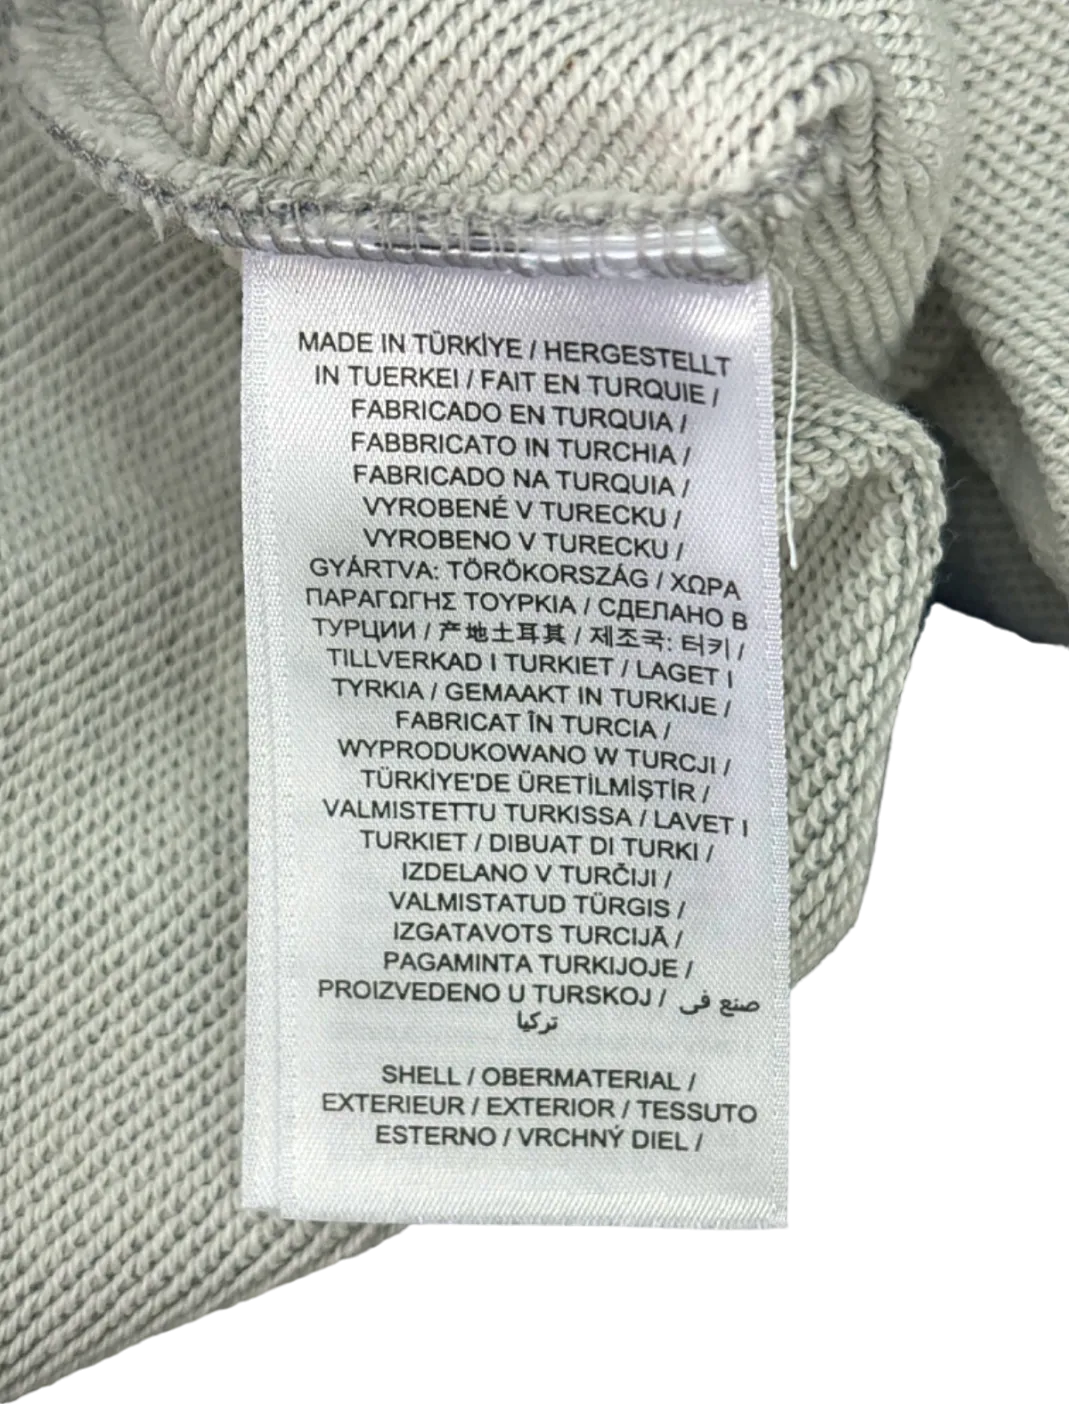 MADE IN TÜRKİYE / HERGESTELLT
IN TUERKEI / FAIT EN TURQUIE /
FABRICADO EN TURQUIA /
FABBRICATO IN TURCHIA /
FABRICADO NA TURQUIA /
VYROBENÉ V TURECKU /
VYROBENO V TURECKU /
GYÁRTVA: TÖRÖKORSZÁG / ΧΩΡΑ
ΠΑΡΑΓΩΓΗΣ ΤΟΥΡΚΙΑ / СДЕЛАНО В
ТУРЦИИ / 产地土耳其 / 제조국: 터키 /
TILLVERKAD I TURKIET / LAGET I
TYRKIA / GEMAAKT IN TURKIJE /
FABRICAT ÎN TURCIA /
WYPRODUKOWANO W TURCJI /
TÜRKİYE'DE ÜRETİLMİŞTİR /
VALMISTETTU TURKISSA / LAVET I
TURKIET / DIBUAT DI TURKI /
IZDELANO V TURČIJI /
VALMISTATUD TÜRGIS /
IZGATAVOTS TURCIJĀ /
PAGAMINTA TURKIJOJE /
PROIZVEDENO U TURSKOJ / صنع في
تركيا
SHELL / OBERMATERIAL /
EXTERIEUR / EXTERIOR / TESSUTO
ESTERNO / VRCHNÝ DIEL /